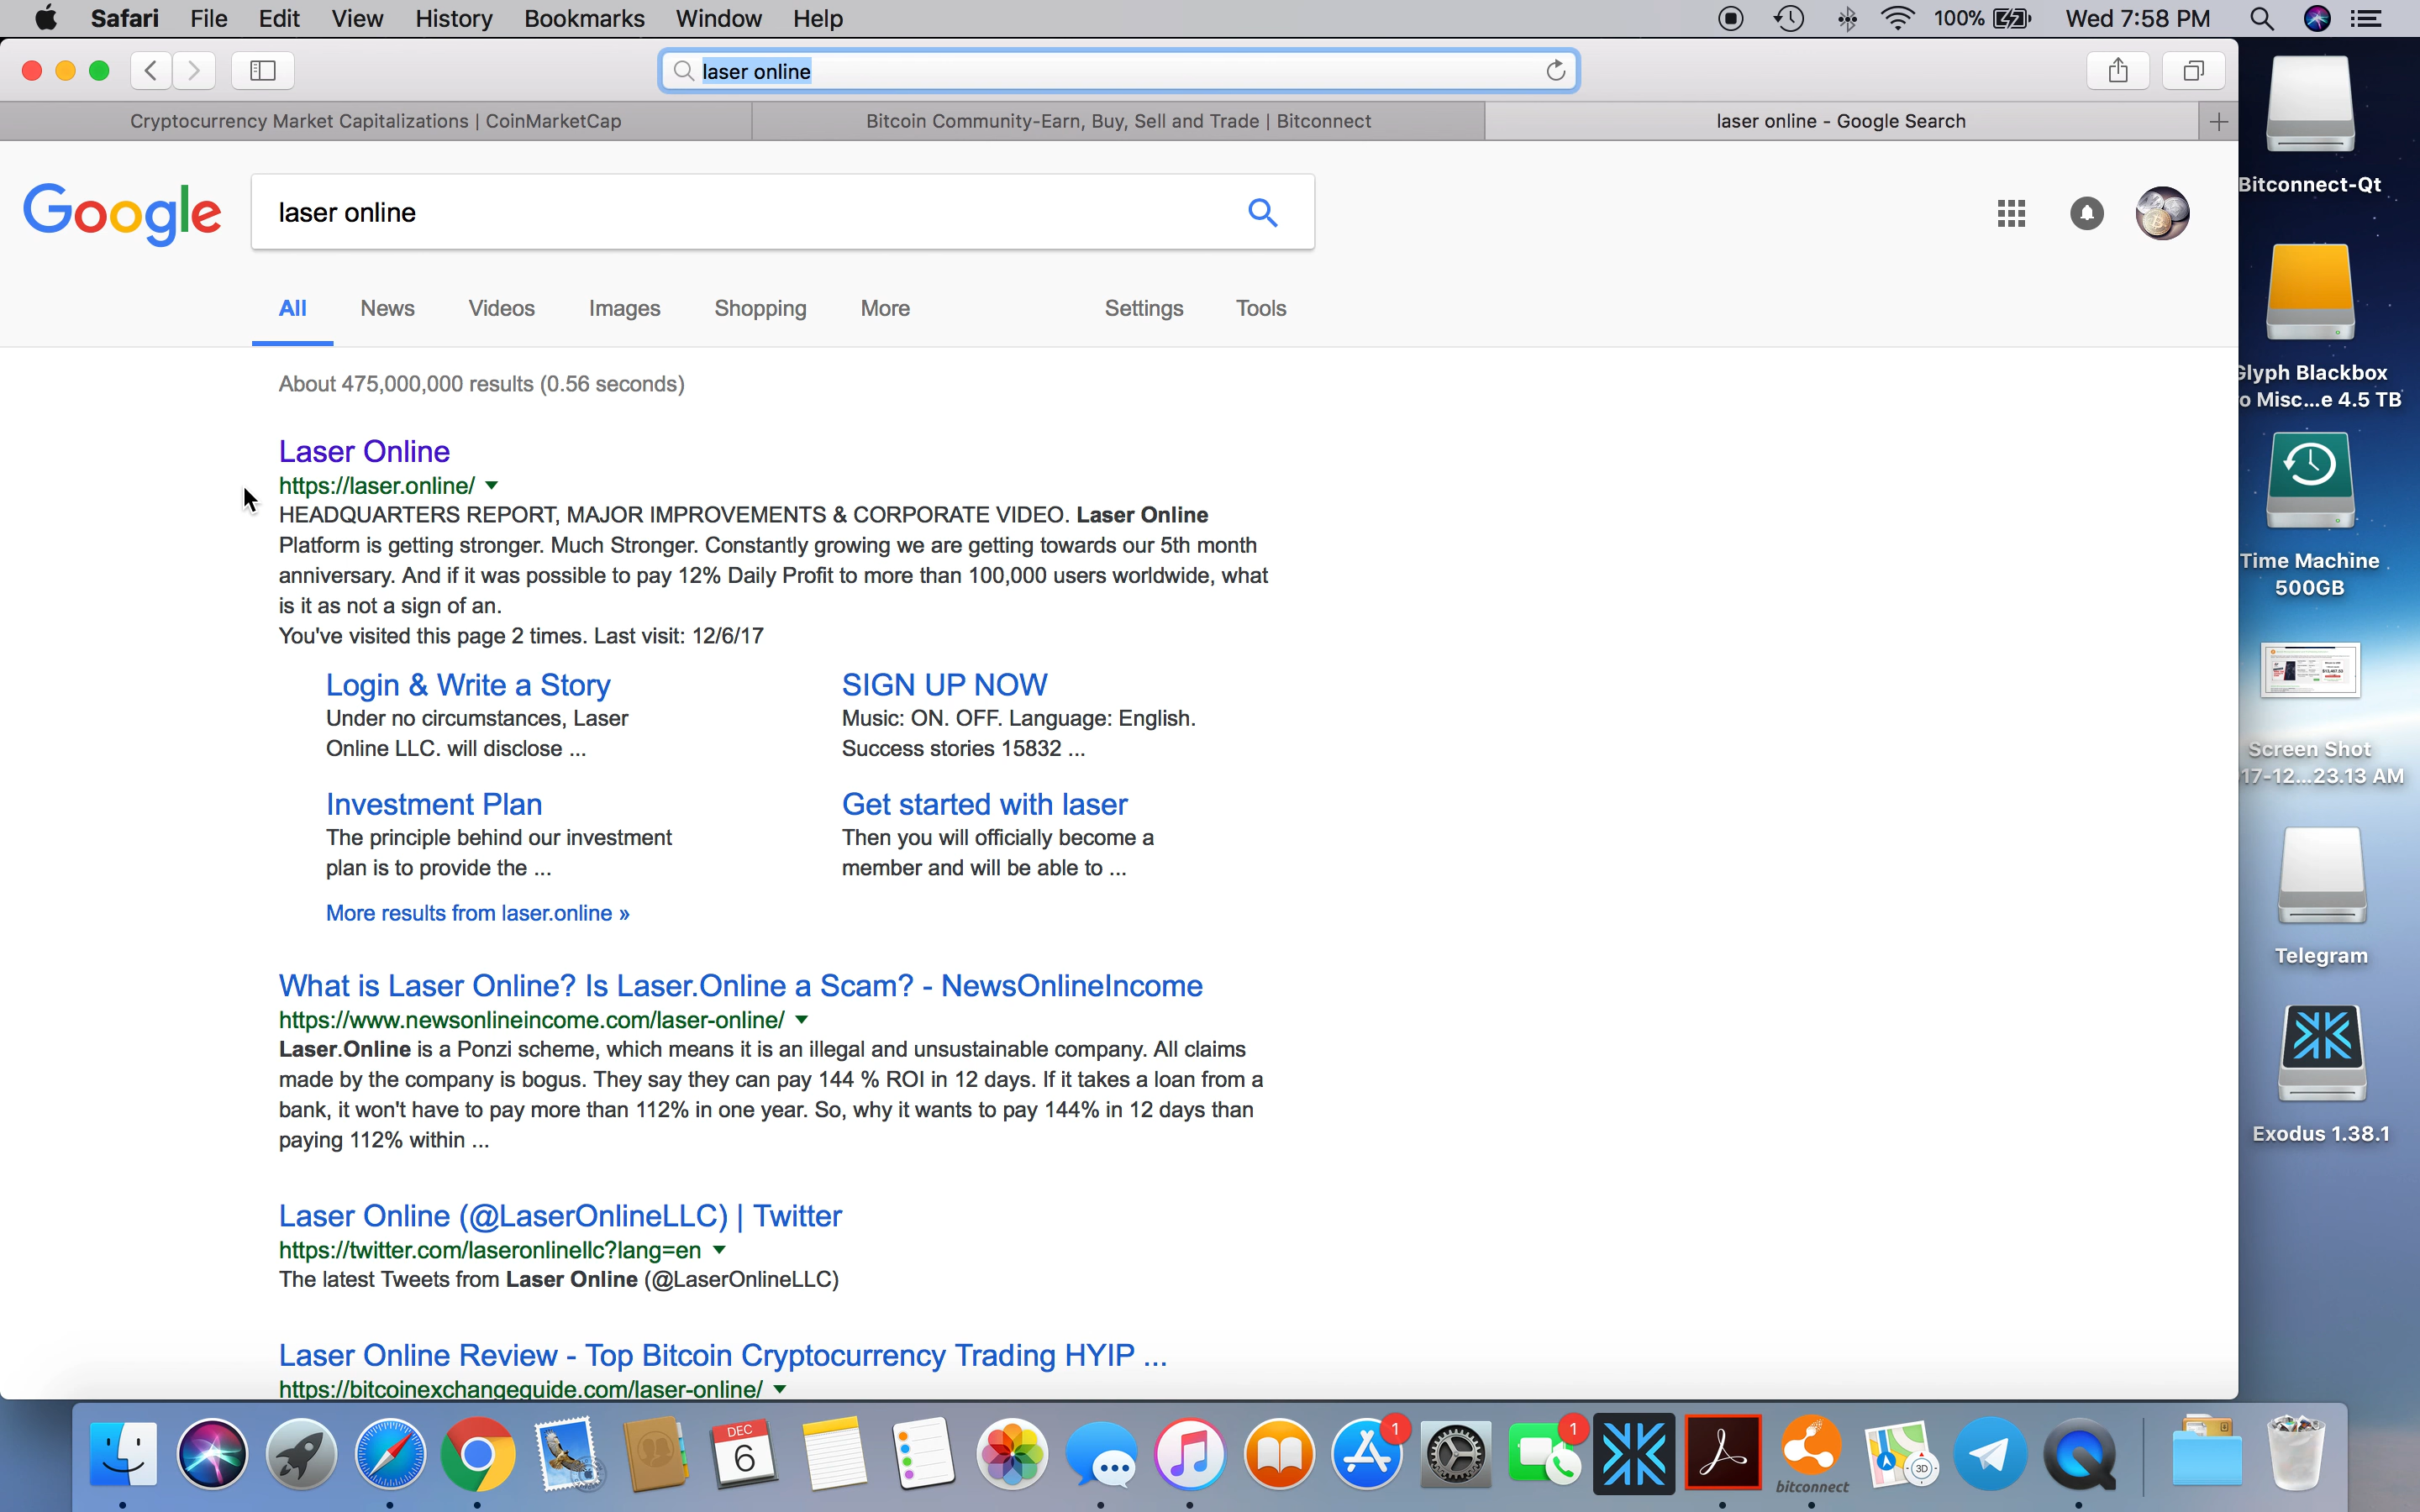 Safari File Edit View History Bookmarks Window Help 100% Wed 7:58 PM
laser online
Cryptocurrency Market Capitalizations | CoinMarketCap
Bitcoin Community-Earn, Buy, Sell and Trade | Bitconnect
laser online - Google Search
Google
laser online
All News Videos Images Shopping More Settings Tools
About 475,000,000 results (0.56 seconds)
Laser Online
https://laser.online/
HEADQUARTERS REPORT, MAJOR IMPROVEMENTS & CORPORATE VIDEO. Laser Online
Platform is getting stronger. Much Stronger. Constantly growing we are getting towards our 5th month
anniversary. And if it was possible to pay 12% Daily Profit to more than 100,000 users worldwide, what
is it as not a sign of an.
You've visited this page 2 times. Last visit: 12/6/17
Login & Write a Story
Under no circumstances, Laser
Online LLC. will disclose ...
SIGN UP NOW
Music: ON. OFF. Language: English.
Success stories 15832 ...
Investment Plan
The principle behind our investment
plan is to provide the ...
Get started with laser
Then you will officially become a
member and will be able to ...
More results from laser.online »
What is Laser Online? Is Laser.Online a Scam? - NewsOnlineIncome
https://www.newsonlineincome.com/laser-online/
Laser.Online is a Ponzi scheme, which means it is an illegal and unsustainable company. All claims
made by the company is bogus. They say they can pay 144 % ROI in 12 days. If it takes a loan from a
bank, it won't have to pay more than 112% in one year. So, why it wants to pay 144% in 12 days than
paying 112% within ...
Laser Online (@LaserOnlineLLC) | Twitter
https://twitter.com/laseronlinellc?lang=en
The latest Tweets from Laser Online (@LaserOnlineLLC)
Laser Online Review - Top Bitcoin Cryptocurrency Trading HYIP ...
https://bitcoinexchangeguide.com/laser-online/
Bitconnect-Qt
Glyph Blackbox
o Misc...e 4.5 TB
Time Machine
500GB
Screen Shot
17-12...23.13 AM
Telegram
Exodus 1.38.1
DEC
6
1
1
bitconnect
3D